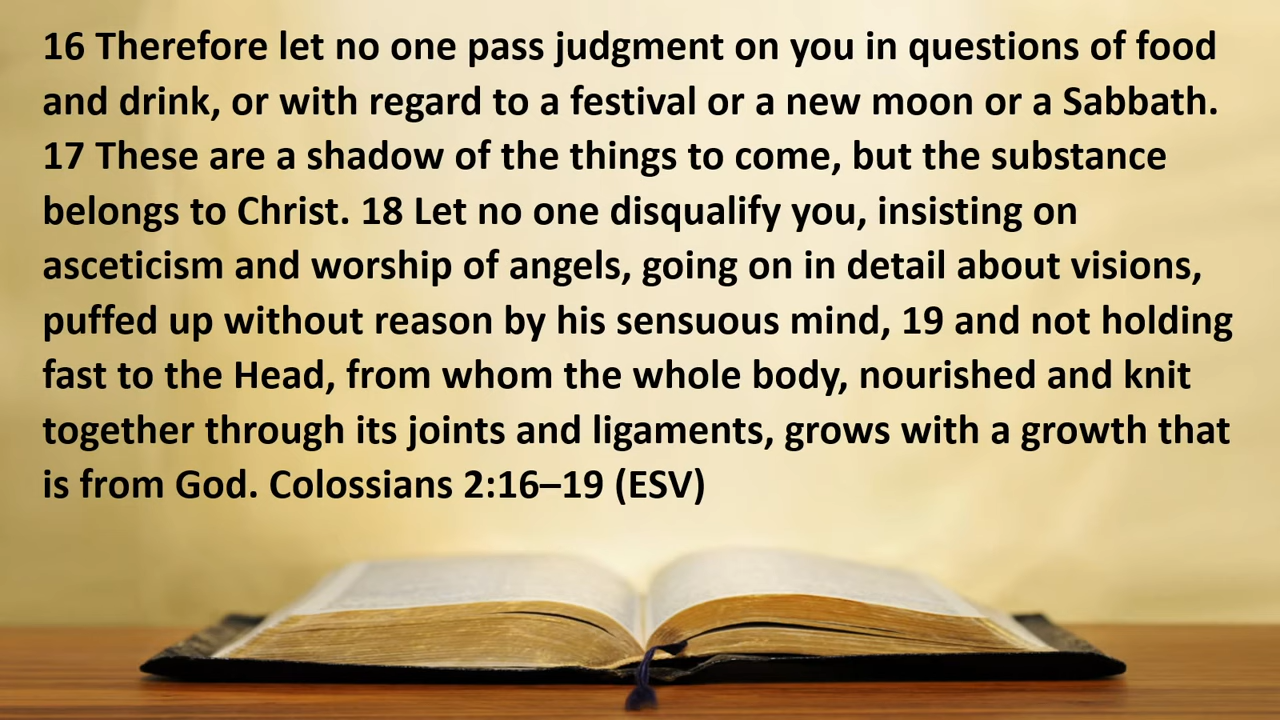 16 Therefore let no one pass judgment on you in questions of food
and drink, or with regard to a festival or a new moon or a Sabbath.
17 These are a shadow of the things to come, but the substance
belongs to Christ. 18 Let no one disqualify you, insisting on
asceticism and worship of angels, going on in detail about visions,
puffed up without reason by his sensuous mind, 19 and not holding
fast to the Head, from whom the whole body, nourished and knit
together through its joints and ligaments, grows with a growth that
is from God. Colossians 2:16–19 (ESV)